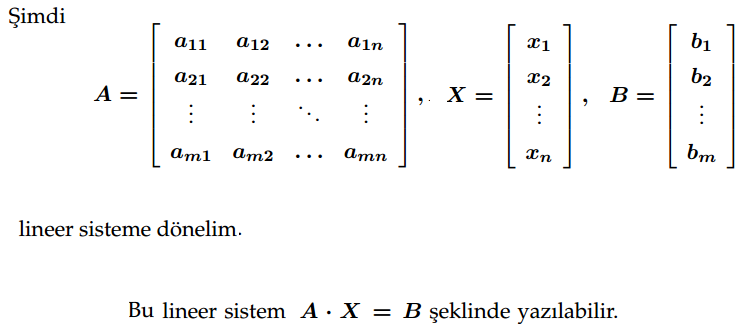 Şimdi
A = [ a₁₁ a₁₂ … a₁ₙ ; a₂₁ a₂₂ … a₂ₙ ; ⋮ ⋮ ⋱ ⋮ ; aₘ₁ aₘ₂ … aₘₙ ] , X = [ x₁ ; x₂ ; ⋮ ; xₙ ] , B = [ b₁ ; b₂ ; ⋮ ; bₘ ]
lineer sisteme dönelim.
Bu lineer sistem A · X = B şeklinde yazılabilir.